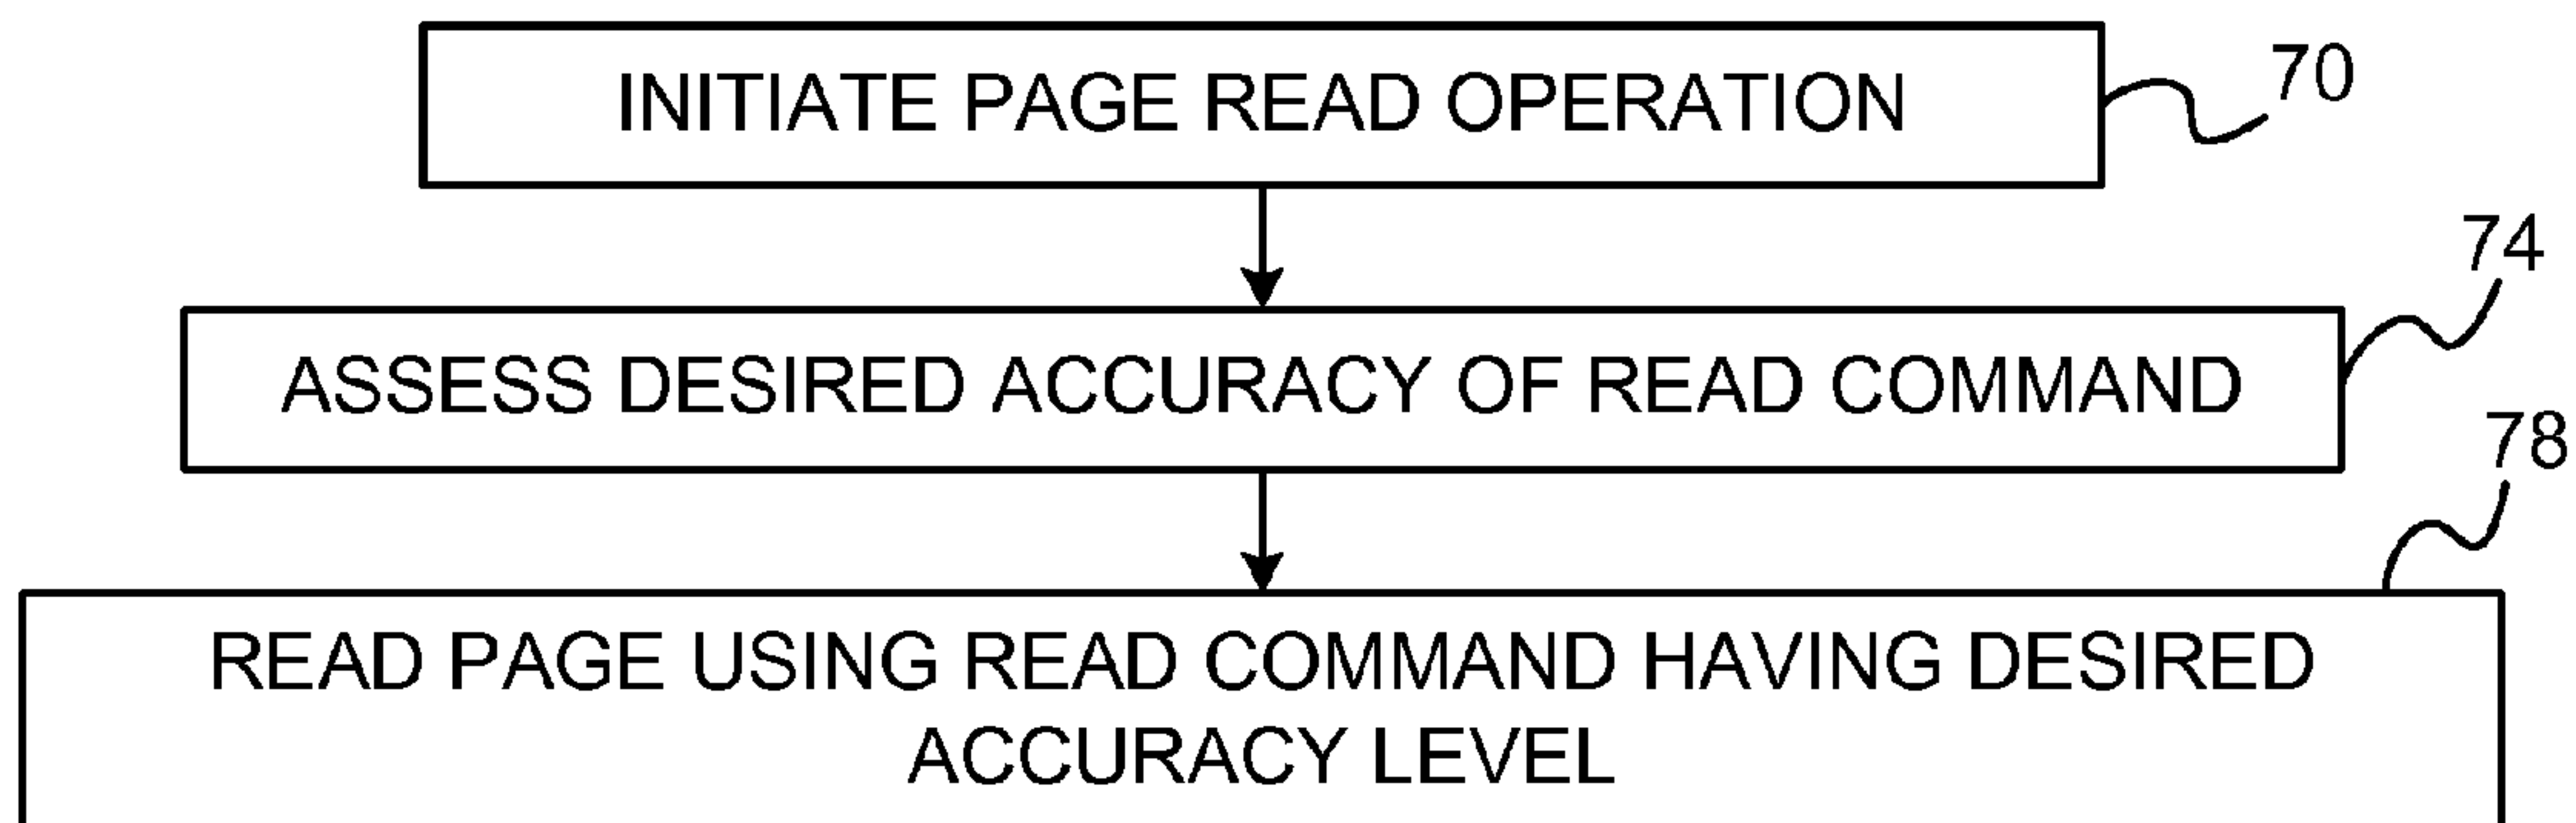 INITIATE PAGE READ OPERATION
70
74
ASSESS DESIRED ACCURACY OF READ COMMAND
78
READ PAGE USING READ COMMAND HAVING DESIRED
ACCURACY LEVEL